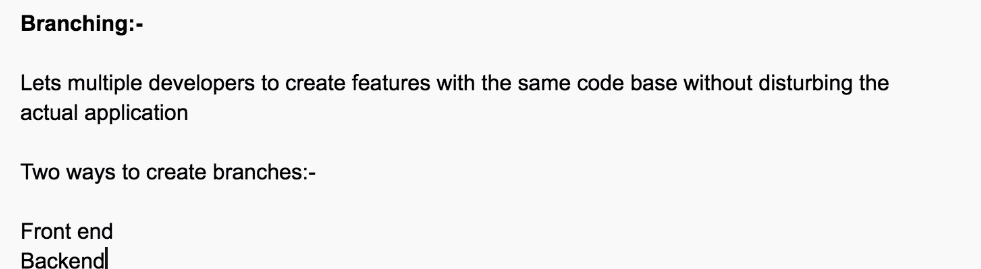 Branching:-
Lets multiple developers to create features with the same code base without disturbing the
actual application
Two ways to create branches:-
Front end
Backend